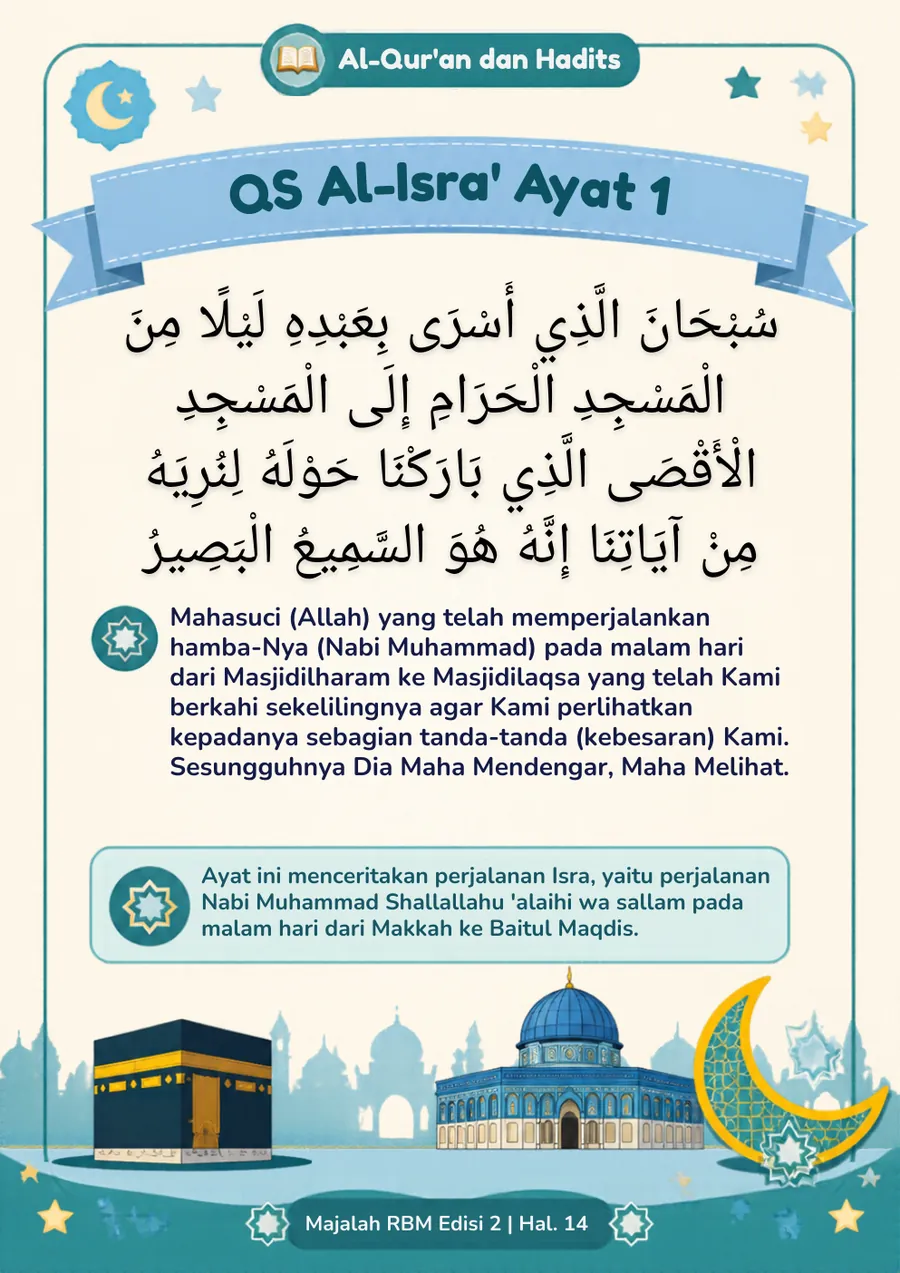 Al-Qur'an dan Hadits
QS Al-Isra' Ayat 1
سُبْحَانَ الَّذِي أَسْرَى بِعَبْدِهِ لَيْلًا مِنَ
الْمَسْجِدِ الْحَرَامِ إِلَى الْمَسْجِدِ
الْأَقْصَى الَّذِي بَارَكْنَا حَوْلَهُ لِنُرِيَهُ
مِنْ آيَاتِنَا إِنَّهُ هُوَ السَّمِيعُ الْبَصِيرُ
Mahasuci (Allah) yang telah memperjalankan
hamba-Nya (Nabi Muhammad) pada malam hari
dari Masjidilharam ke Masjidilaqsa yang telah Kami
berkahi sekelilingnya agar Kami perlihatkan
kepadanya sebagian tanda-tanda (kebesaran) Kami.
Sesungguhnya Dia Maha Mendengar, Maha Melihat.
Ayat ini menceritakan perjalanan Isra, yaitu perjalanan
Nabi Muhammad Shallallahu 'alaihi wa sallam pada
malam hari dari Makkah ke Baitul Maqdis.
Majalah RBM Edisi 2 | Hal. 14